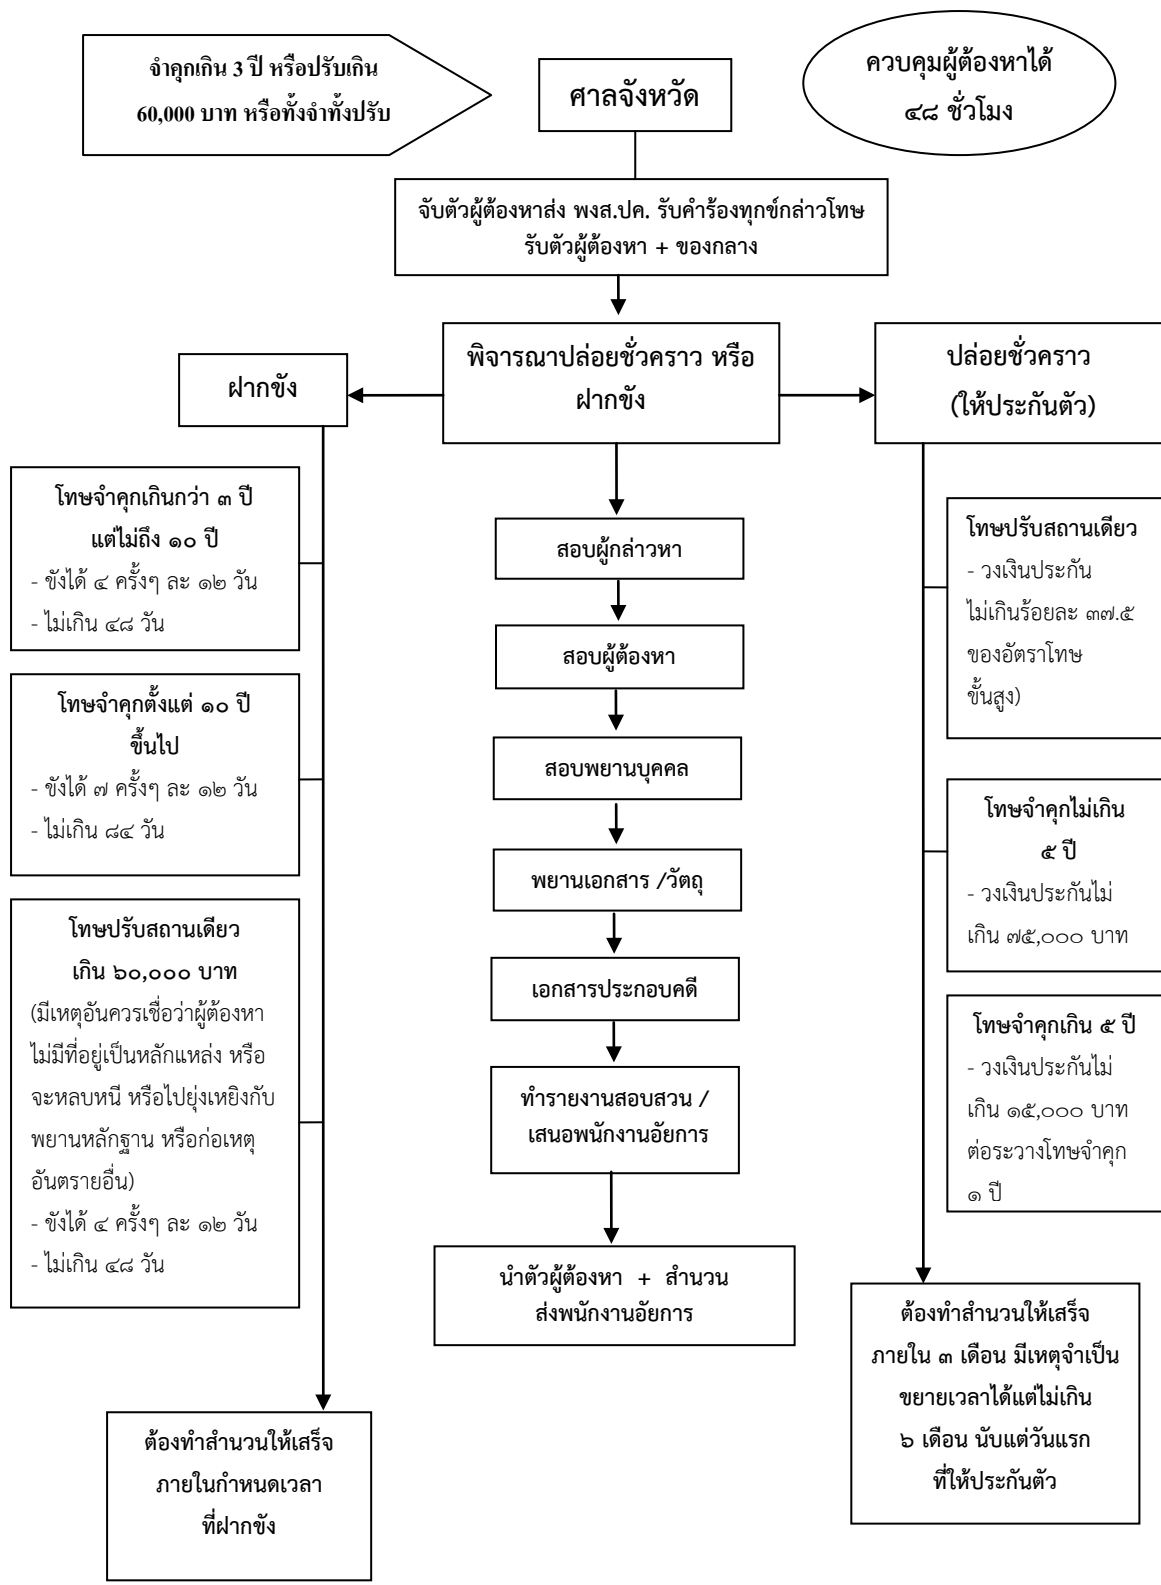 จำคุกเกิน 3 ปี หรือปรับเกิน
60,000 บาท หรือทั้งจำทั้งปรับ
ศาลจังหวัด
ควบคุมผู้ต้องหาได้
๔๘ ชั่วโมง
จับตัวผู้ต้องหาส่ง พงส.ปค. รับคำร้องทุกข์กล่าวโทษ
รับตัวผู้ต้องหา + ของกลาง
ฝากขัง
พิจารณาปล่อยชั่วคราว หรือ
ฝากขัง
ปล่อยชั่วคราว
(ให้ประกันตัว)
โทษจำคุกเกินกว่า ๓ ปี
แต่ไม่ถึง ๑๐ ปี
- ขังได้ ๔ ครั้งๆ ละ ๑๒ วัน
- ไม่เกิน ๔๘ วัน
โทษจำคุกตั้งแต่ ๑๐ ปี
ขึ้นไป
- ขังได้ ๗ ครั้งๆ ละ ๑๒ วัน
- ไม่เกิน ๘๔ วัน
โทษปรับสถานเดียว
เกิน ๖๐,๐๐๐ บาท
(มีเหตุอันควรเชื่อว่าผู้ต้องหา
ไม่มีที่อยู่เป็นหลักแหล่ง หรือ
จะหลบหนี หรือไปยุ่งเหยิงกับ
พยานหลักฐาน หรือก่อเหตุ
อันตรายอื่น)
- ขังได้ ๔ ครั้งๆ ละ ๑๒ วัน
- ไม่เกิน ๔๘ วัน
ต้องทำสำนวนให้เสร็จ
ภายในกำหนดเวลา
ที่ฝากขัง
สอบผู้กล่าวหา
สอบผู้ต้องหา
สอบพยานบุคคล
พยานเอกสาร /วัตถุ
เอกสารประกอบคดี
ทำรายงานสอบสวน /
เสนอพนักงานอัยการ
นำตัวผู้ต้องหา + สำนวน
ส่งพนักงานอัยการ
โทษปรับสถานเดียว
- วงเงินประกัน
ไม่เกินร้อยละ ๓๗.๕
ของอัตราโทษ
ขั้นสูง)
โทษจำคุกไม่เกิน
๕ ปี
- วงเงินประกันไม่
เกิน ๗๕,๐๐๐ บาท
โทษจำคุกเกิน ๕ ปี
- วงเงินประกันไม่
เกิน ๑๕,๐๐๐ บาท
ต่อระวางโทษจำคุก
๑ ปี
ต้องทำสำนวนให้เสร็จ
ภายใน ๓ เดือน มีเหตุจำเป็น
ขยายเวลาได้แต่ไม่เกิน
๖ เดือน นับแต่วันแรก
ที่ให้ประกันตัว